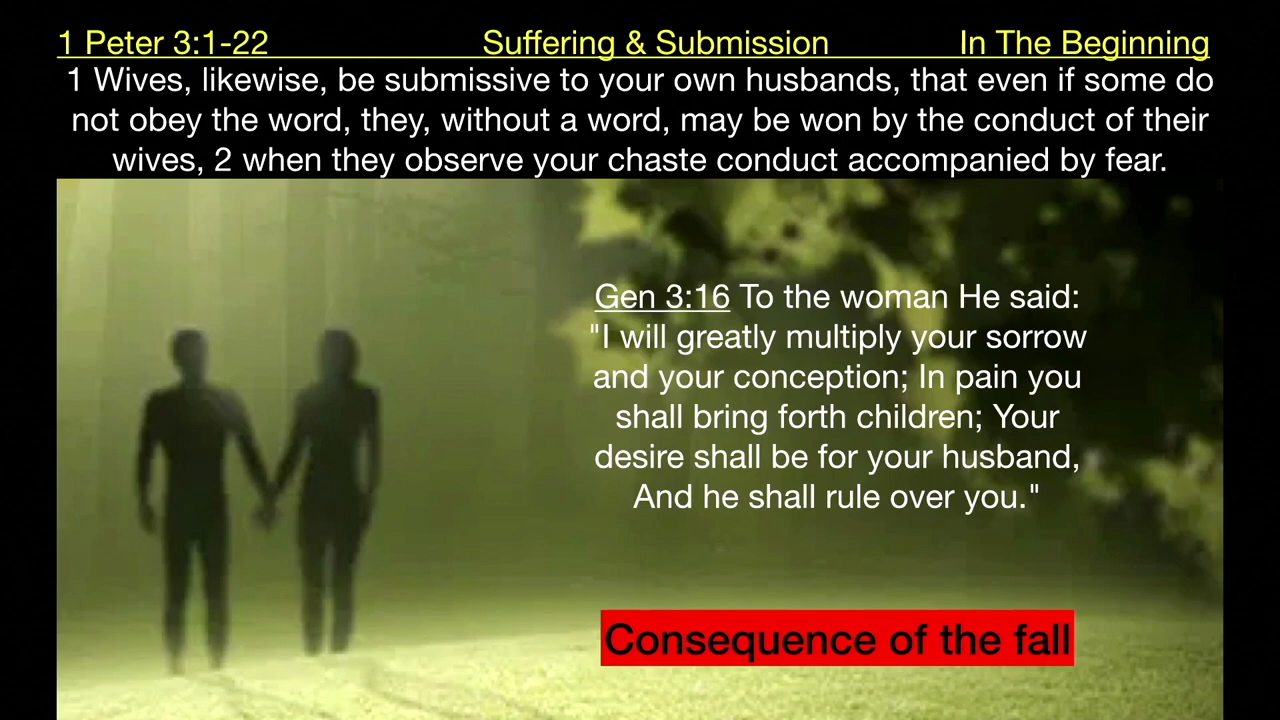 1 Peter 3:1-22 Suffering & Submission In The Beginning
1 Wives, likewise, be submissive to your own husbands, that even if some do
not obey the word, they, without a word, may be won by the conduct of their
wives, 2 when they observe your chaste conduct accompanied by fear.
Gen 3:16 To the woman He said:
"I will greatly multiply your sorrow
and your conception; In pain you
shall bring forth children; Your
desire shall be for your husband,
And he shall rule over you."
Consequence of the fall